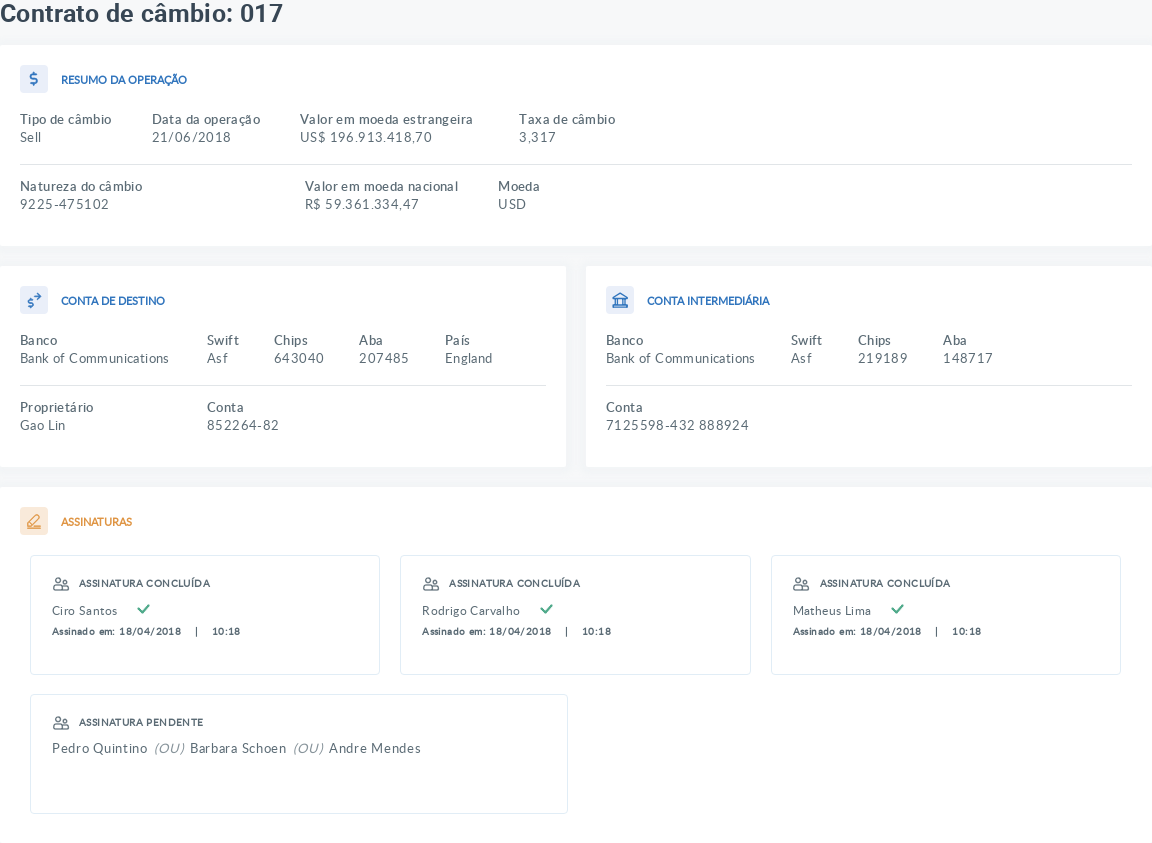 Contrato de câmbio: 017
RESUMO DA OPERAÇÃO
Tipo de câmbio Data da operação Valor em moeda estrangeira Taxa de câmbio
Sell 21/06/2018 US$ 196.913.418,70 3,317
Natureza do câmbio Valor em moeda nacional Moeda
9225-475102 R$ 59.361.334,47 USD
CONTA DE DESTINO
Banco Swift Chips Aba País
Bank of Communications Asf 643040 207485 England
Proprietário Conta
Gao Lin 852264-82
CONTA INTERMEDIÁRIA
Banco Swift Chips Aba
Bank of Communications Asf 219189 148717
Conta
7125598-432 888924
ASSINATURAS
ASSINATURA CONCLUÍDA
Ciro Santos
Assinado em: 18/04/2018 | 10:18
ASSINATURA CONCLUÍDA
Rodrigo Carvalho
Assinado em: 18/04/2018 | 10:18
ASSINATURA CONCLUÍDA
Matheus Lima
Assinado em: 18/04/2018 | 10:18
ASSINATURA PENDENTE
Pedro Quintino (OU) Barbara Schoen (OU) Andre Mendes